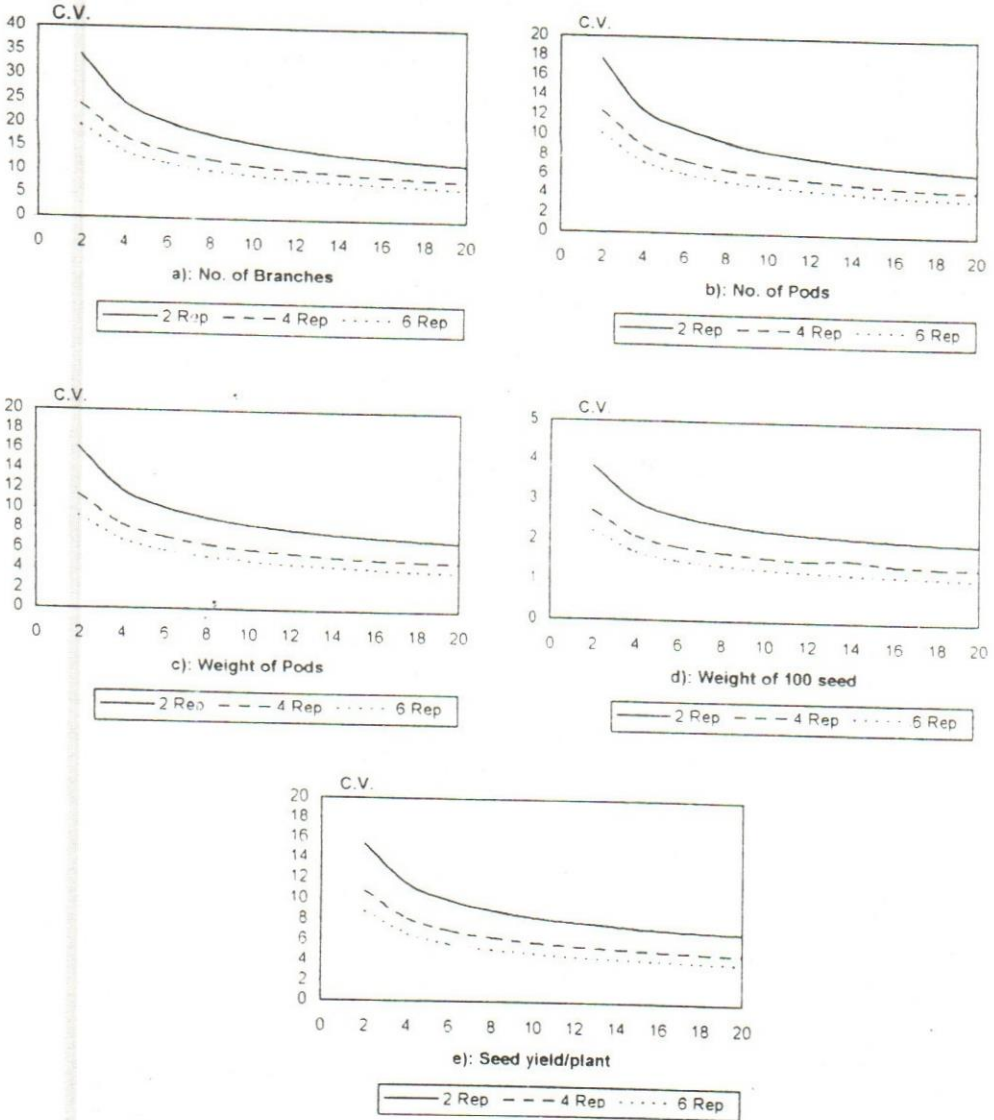 C.V.
40
35
30
25
20
15
10
5
0
0 2 4 6 8 10 12 14 16 18 20
a): No. of Branches
2 Rep 4 Rep 6 Rep
C.V.
20
18
16
14
12
10
8
6
4
2
0
0 2 4 6 8 10 12 14 16 18 20
b): No. of Pods
2 Rep 4 Rep 6 Rep
C.V.
20
18
16
14
12
10
8
6
4
2
0
0 2 4 6 8 10 12 14 16 18 20
c): Weight of Pods
2 Rep 4 Rep 6 Rep
C.V.
5
4
3
2
1
0
0 2 4 6 8 10 12 14 16 18 20
d): Weight of 100 seed
2 Rep 4 Rep 6 Rep
C.V.
20
18
16
14
12
10
8
6
4
2
0
0 2 4 6 8 10 12 14 16 18 20
e): Seed yield/plant
2 Rep 4 Rep 6 Rep